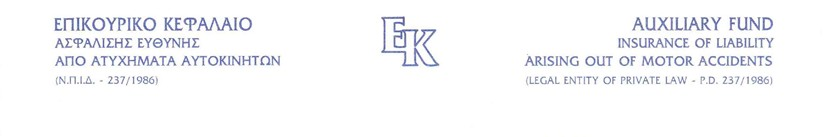 ΕΠΙΚΟΥΡΙΚΟ ΚΕΦΑΛΑΙΟ
ΑΣΦΑΛΙΣΗΣ ΕΥΘΥΝΗΣ
ΑΠΟ ΑΤΥΧΗΜΑΤΑ ΑΥΤΟΚΙΝΗΤΩΝ
(Ν.Π.Ι.Δ. - 237/1986)
ΕΚ
AUXILIARY FUND
INSURANCE OF LIABILITY
ARISING OUT OF MOTOR ACCIDENTS
(LEGAL ENTITY OF PRIVATE LAW - P.D. 237/1986)